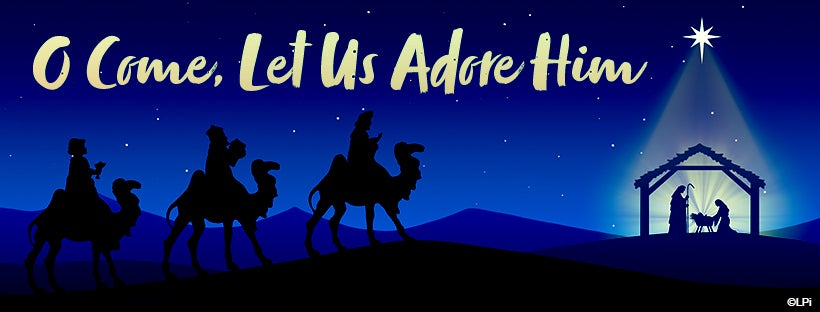 O Come, Let Us Adore Him
©LPi